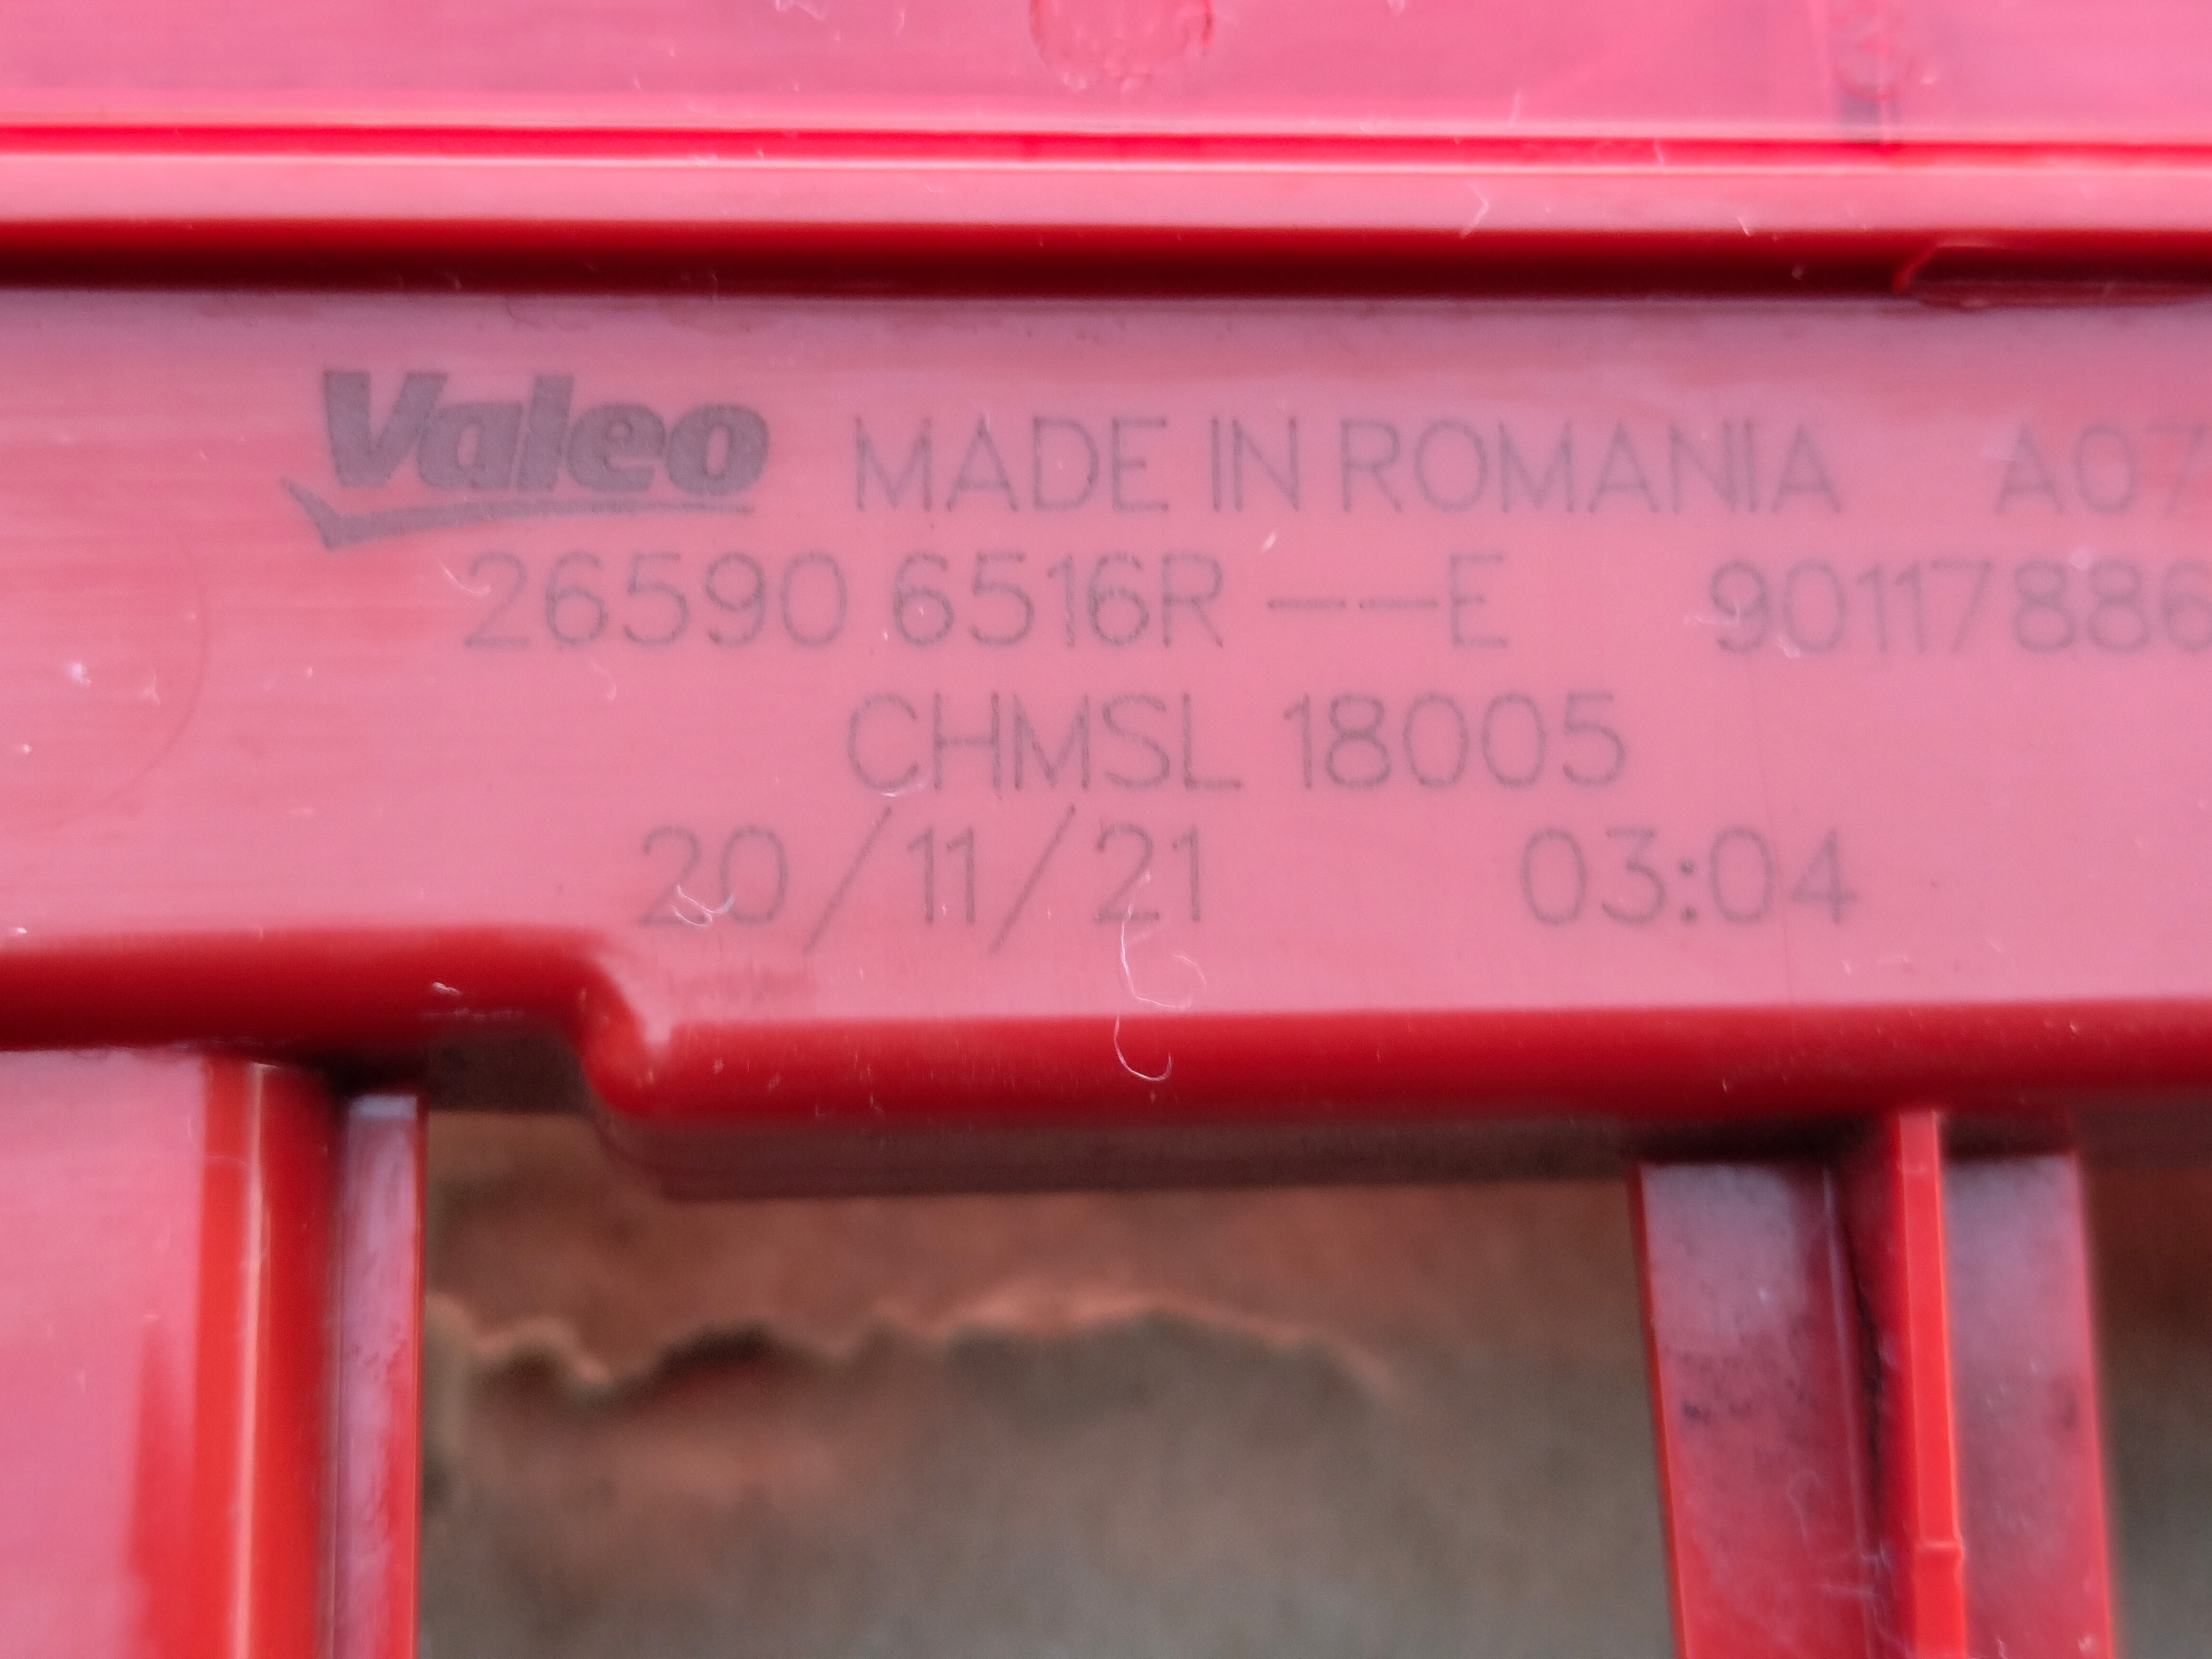 Valeo MADE IN ROMANIA A07
26590 6516R ---E 90117886
CHMSL 18005
20/11/21 03:04